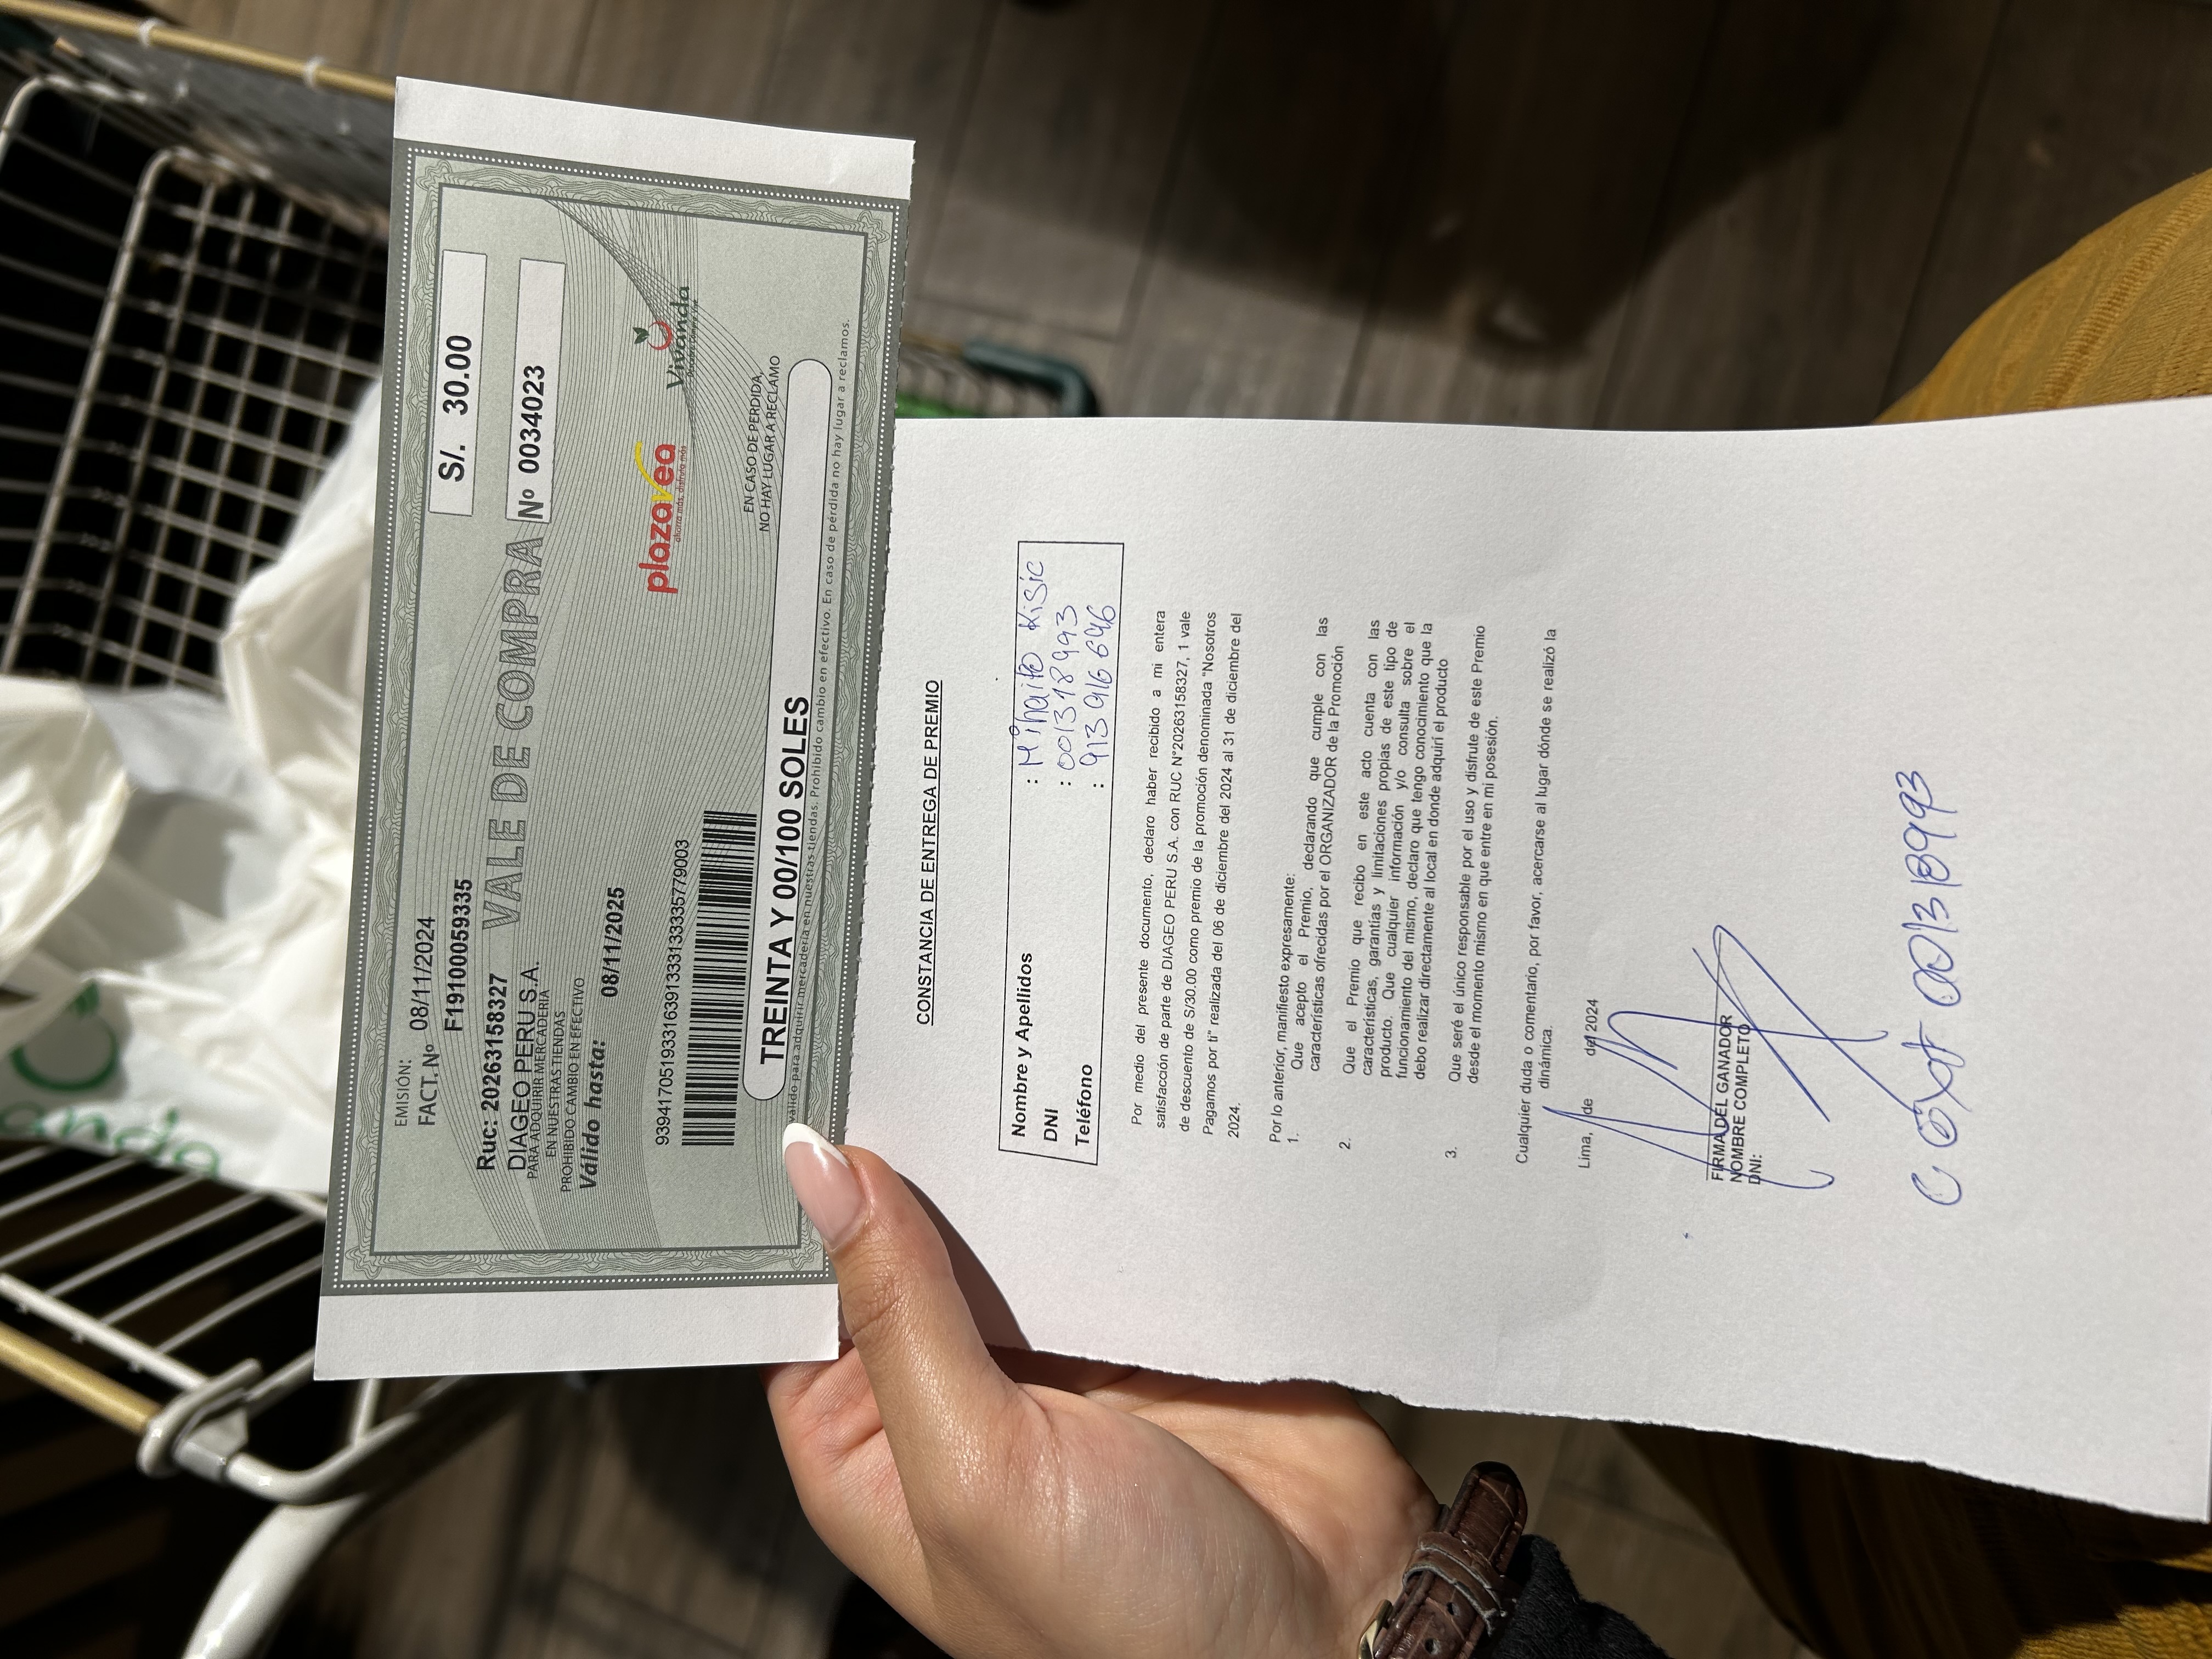 EMISIÓN: 08/11/2024
FACT. Nº F19100059335
S/. 30.00
Ruc: 20263158327
DIAGEO PERU S.A.
VALE DE COMPRA
Nº 0034023
PARA ADQUIRIR MERCADERIA
EN NUESTRAS TIENDAS
PROHIBIDO CAMBIO EN EFECTIVO
Válido hasta: 08/11/2025
plazavea
ahorra más, disfruta más
Vivanda
939417051933163913331333335779003
EN CASO DE PERDIDA,
NO HAY LUGAR A RECLAMO
TREINTA Y 00/100 SOLES
válido para adquirir mercadería en nuestras tiendas. Prohibido cambio en efectivo. En caso de pérdida no hay lugar a reclamos.
CONSTANCIA DE ENTREGA DE PREMIO
Nombre y Apellidos : Kisic
DNI : 001318993
Teléfono : 913 916 696
Por medio del presente documento, declaro haber recibido a mi entera
satisfacción de parte de DIAGEO PERU S.A. con RUC N°20263158327, 1 vale
de descuento de S/30.00 como premio de la promoción denominada “Nosotros
Pagamos por ti” realizada del 06 de diciembre del 2024 al 31 de diciembre del
2024.
Por lo anterior, manifiesto expresamente:
1. Que acepto el Premio, declarando que cumple con las
características ofrecidas por el ORGANIZADOR de la Promoción
2. Que el Premio que recibo en este acto cuenta con las
características, garantías y limitaciones propias de este tipo de
producto. Que cualquier información y/o consulta sobre el
funcionamiento del mismo, declaro que tengo conocimiento que la
debo realizar directamente al local en donde adquirí el producto
3. Que seré el único responsable por el uso y disfrute de este Premio
desde el momento mismo en que entre en mi posesión.
Cualquier duda o comentario, por favor, acercarse al lugar dónde se realizó la
dinámica.
Lima, de del 2024
FIRMA DEL GANADOR
NOMBRE COMPLETO
DNI:
C Ext 001318993